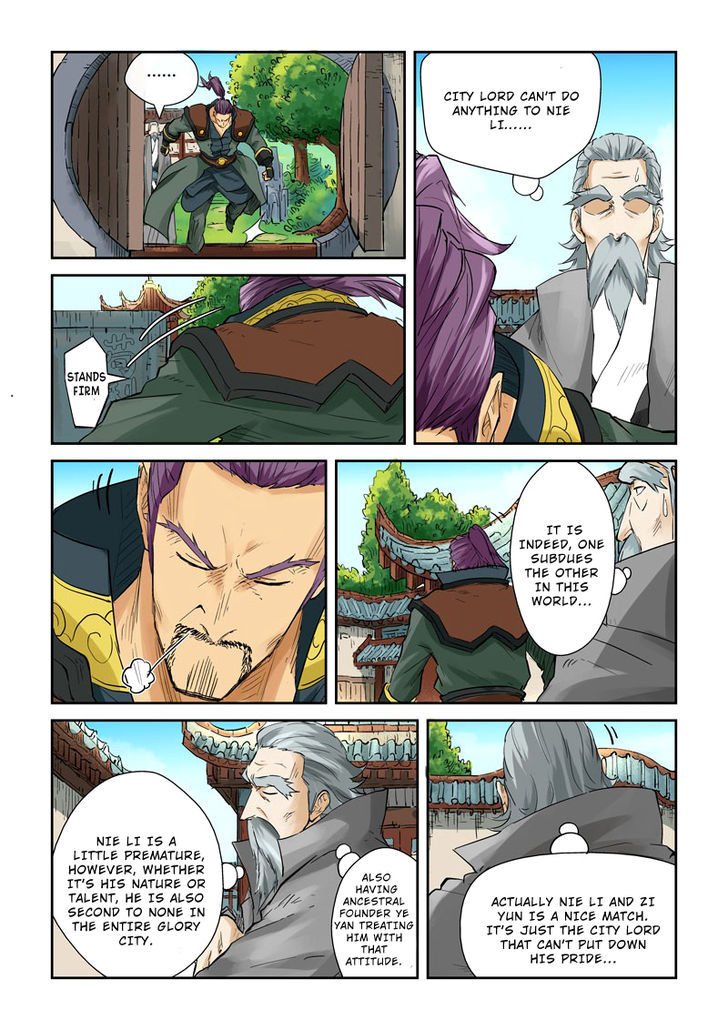 ......
CITY LORD CAN'T DO
ANYTHING TO NIE
LI......
STANDS
FIRM
IT IS
INDEED, ONE
SUBDUES
THE OTHER
IN THIS
WORLD...
NIE LI IS A
LITTLE PREMATURE,
HOWEVER, WHETHER
IT'S HIS NATURE OR
TALENT, HE IS ALSO
SECOND TO NONE IN
THE ENTIRE GLORY
CITY.
ALSO
HAVING
ANCESTRAL
FOUNDER YE
YAN TREATING
HIM WITH
THAT
ATTITUDE.
ACTUALLY NIE LI AND ZI
YUN IS A NICE MATCH.
IT'S JUST THE CITY LORD
THAT CAN'T PUT DOWN
HIS PRIDE...